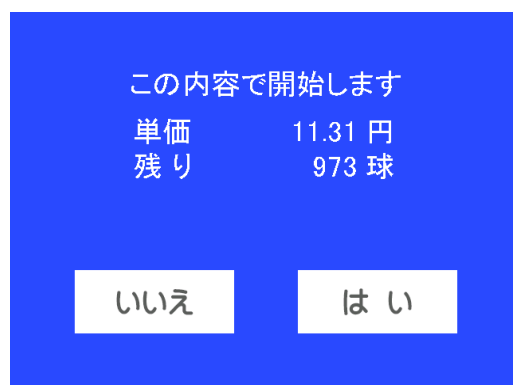 この内容で開始します
単価 11.31 円
残り 973 球
いいえ はい